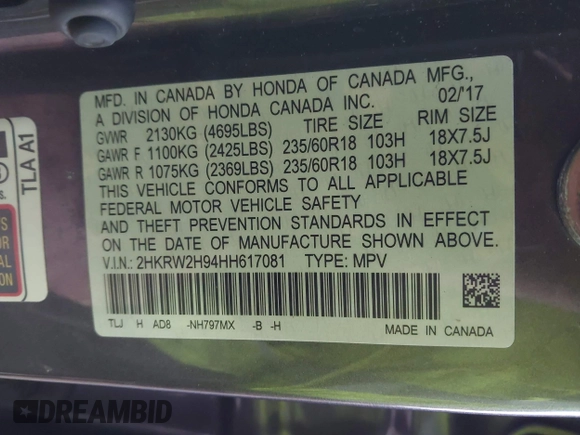 MFD. IN CANADA BY HONDA OF CANADA MFG.,
A DIVISION OF HONDA CANADA INC. 02/'17
GVWR 2130KG (4695LBS) TIRE SIZE RIM SIZE
GAWR F 1100KG (2425LBS) 235/60R18 103H 18X7.5J
GAWR R 1075KG (2369LBS) 235/60R18 103H 18X7.5J
THIS VEHICLE CONFORMS TO ALL APPLICABLE
FEDERAL MOTOR VEHICLE SAFETY
AND THEFT PREVENTION STANDARDS IN EFFECT
ON THE DATE OF MANUFACTURE SHOWN ABOVE.
V.I.N.: 2HKRW2H94HH617081 TYPE: MPV
TLJ H AD8 -NH797MX -B -H
MADE IN CANADA
TLA A1
DREAMBID